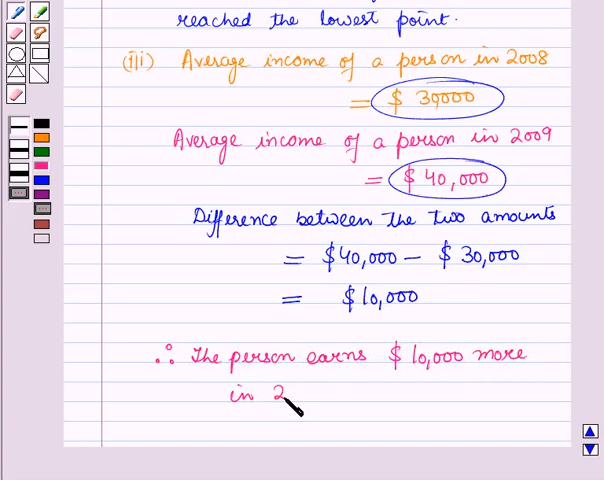 reached the lowest point.
(iii) Average income of a person in 2008
= $ 30000
Average income of a person in 2009
= $ 40,000
Difference between the two amounts
= $40,000 – $ 30,000
= $10,000
∴ The person earns $ 10,000 more
in 2